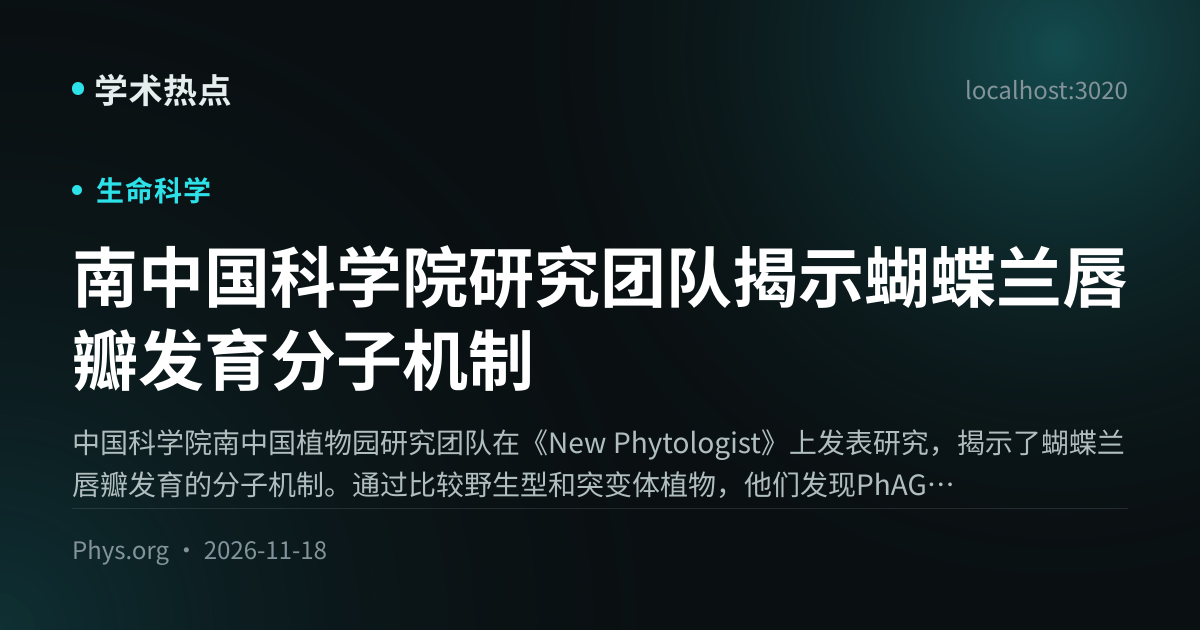 学术热点
localhost:3020
生命科学
南中国科学院研究团队揭示蝴蝶兰唇
瓣发育分子机制
中国科学院南中国植物园研究团队在《New Phytologist》上发表研究，揭示了蝴蝶兰
唇瓣发育的分子机制。通过比较野生型和突变体植物，他们发现PhAG…
Phys.org • 2026-11-18